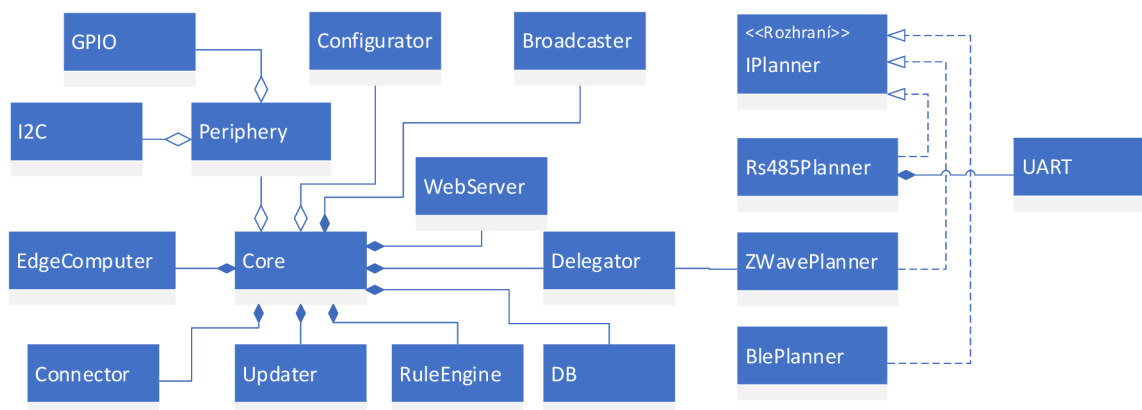 GPIO
Configurator
Broadcaster
<<Rozhraní>>
IPlanner
I2C
Periphery
Rs485Planner
UART
WebServer
EdgeComputer
Core
Delegator
ZWavePlanner
Connector
Updater
RuleEngine
DB
BlePlanner